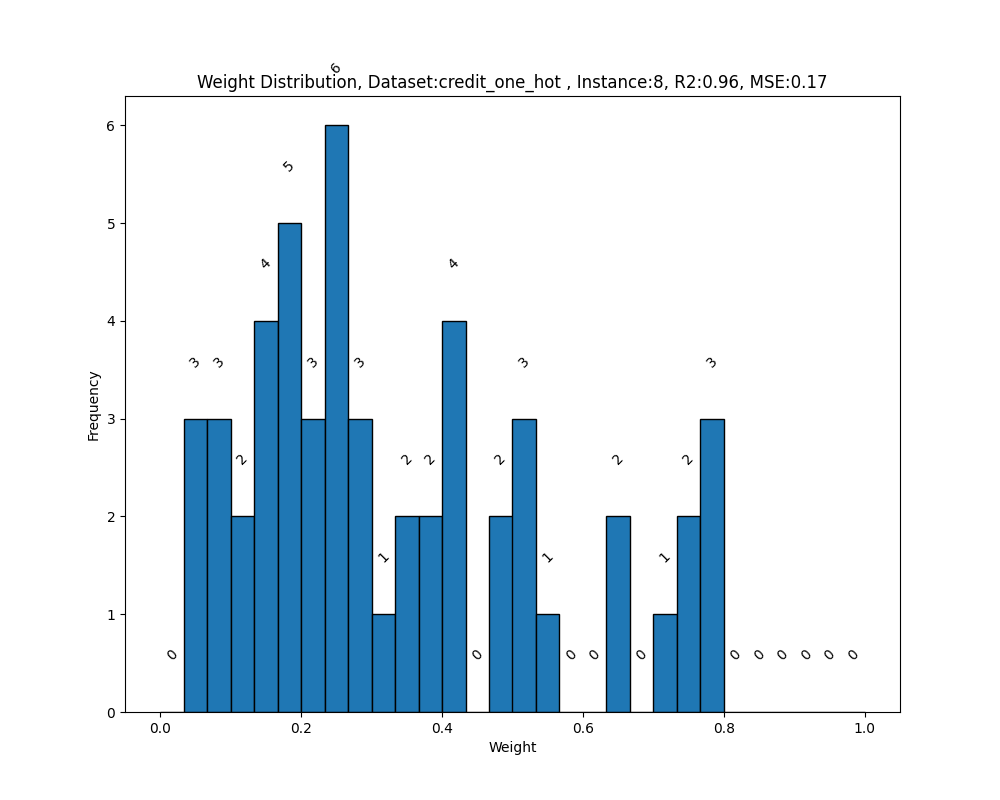 6
Weight Distribution, Dataset:credit_one_hot , Instance:8, R2:0.96, MSE:0.17
6
5
4
3
2
1
0
Frequency
0 3 3 2 4 5 3 6 3 1 2 2 4 0 2 3 1 0 0 2 0 1 2 3 0 0 0 0 0 0
0.0 0.2 0.4 0.6 0.8 1.0
Weight